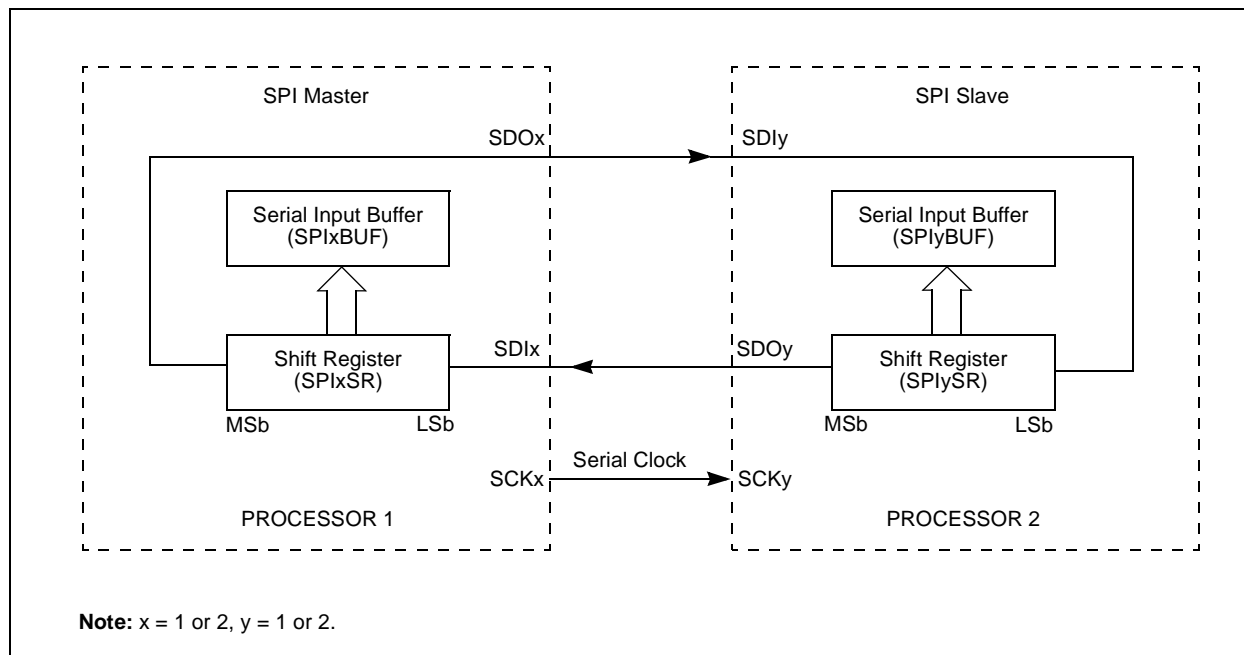 SPI Master
SPI Slave
SDOx
SDIy
Serial Input Buffer
(SPIxBUF)
Serial Input Buffer
(SPIyBUF)
Shift Register
(SPIxSR)
SDIx
SDOy
Shift Register
(SPIySR)
MSb
LSb
MSb
LSb
SCKx
Serial Clock
SCKy
PROCESSOR 1
PROCESSOR 2
Note: x = 1 or 2, y = 1 or 2.